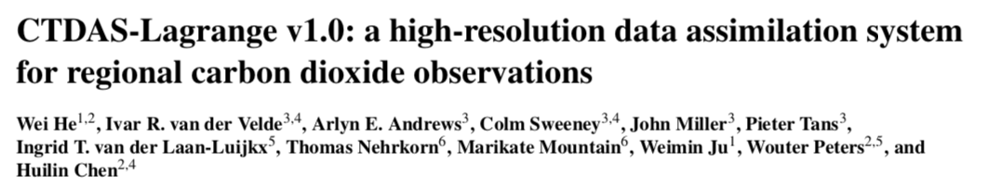 CTDAS-Lagrange v1.0: a high-resolution data assimilation system
for regional carbon dioxide observations
Wei He1,2, Ivar R. van der Velde3,4, Arlyn E. Andrews3, Colm Sweeney3,4, John Miller3, Pieter Tans3,
Ingrid T. van der Laan-Luijkx5, Thomas Nehrkorn6, Marikate Mountain6, Weimin Ju1, Wouter Peters2,5, and
Huilin Chen2,4